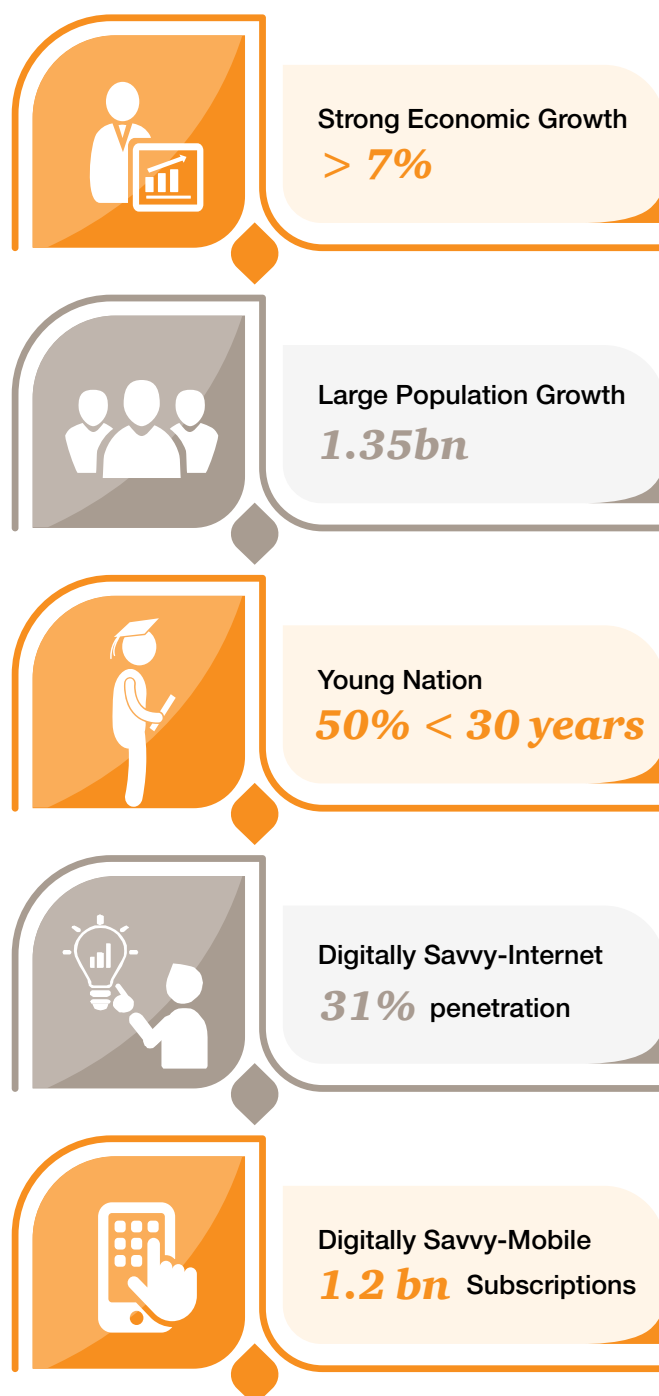 Strong Economic Growth
> 7%
Large Population Growth
1.35bn
Young Nation
50% < 30 years
Digitally Savvy-Internet
31% penetration
Digitally Savvy-Mobile
1.2 bn Subscriptions